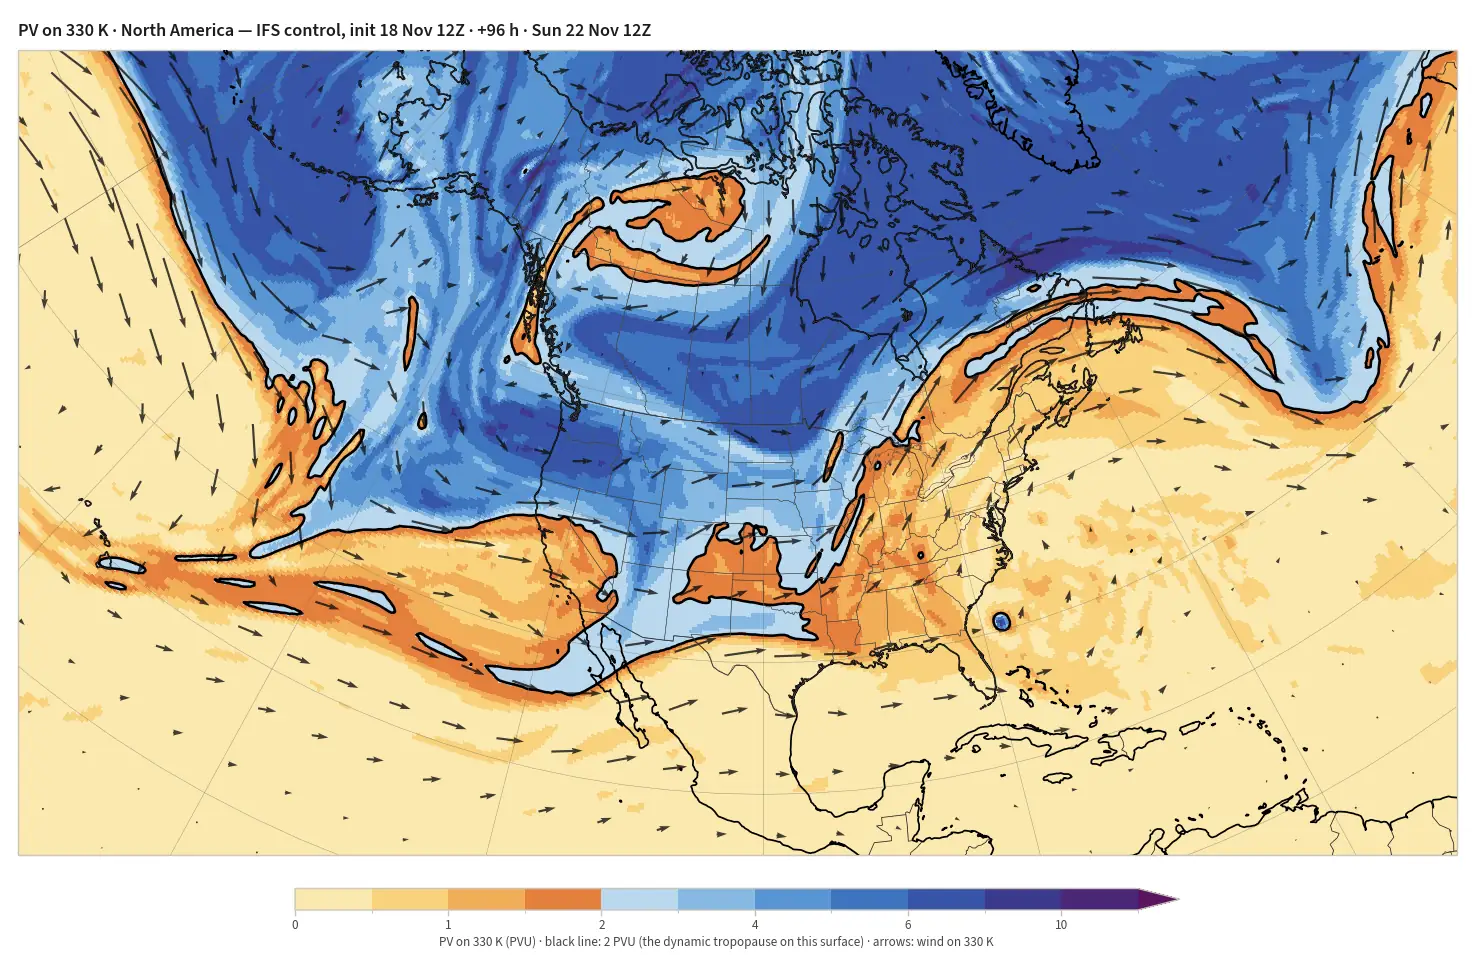 PV on 330 K · North America — IFS control, init 18 Nov 12Z · +96 h · Sun 22 Nov 12Z
0 1 2 4 6 10
PV on 330 K (PVU) · black line: 2 PVU (the dynamic tropopause on this surface) · arrows: wind on 330 K